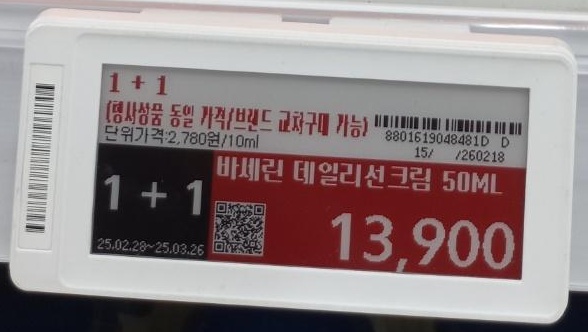 1 + 1
(행사상품 동일 가격/브랜드 교차구매 가능)
단위가격:2,780원/10ml
8801619048481D D
15/ /260218
바세린 데일리선크림 50ML
1 + 1
13,900
25.02.28~25.03.26